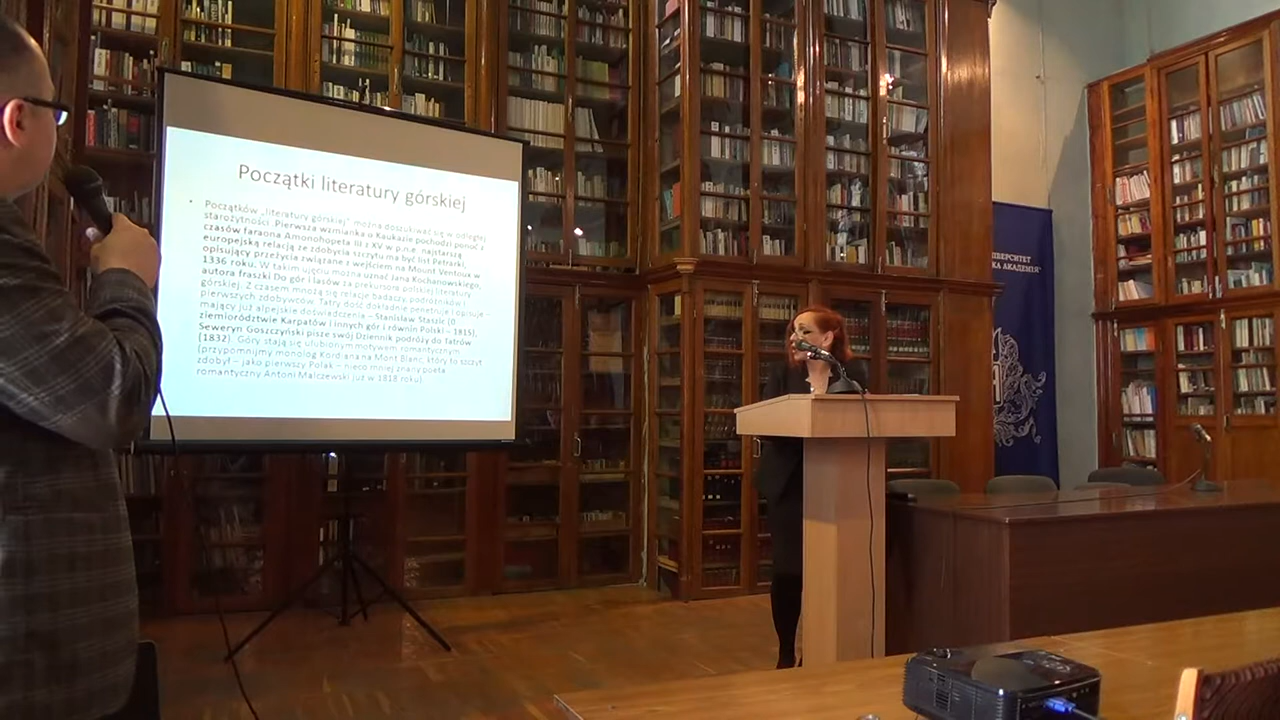 Początki literatury górskiej
• Początków „literatury górskiej" można doszukiwać się w odległej
starożytności. Pierwsza wzmianka o Kaukazie pochodzi ponoć z
czasów faraona Amonohopeta III z XV w p.n.e. najstarszą
europejską relacją ze zdobycia szczytu ma być list Petrarki,
opisujący przeżycia związane z wejściem na Mount Ventoux w
1336 roku. W takim ujęciu można uznać Jana Kochanowskiego,
autora fraszki Do gór i lasów za prekursora polskiej literatury
górskiej. Z czasem mnożą się relacje badaczy, podróżników i
pierwszych zdobywców. Tatry dość dokładnie penetruje i opisuje –
mający już alpejskie doświadczenia – Stanisław Staszic (O
ziemiorództwie Karpatów i innych gór i równin Polski – 1815),
Seweryn Goszczyński pisze swój Dziennik podróży do Tatrów
(1832). Góry stają się ulubionym motywem romantycznym
(przypomnijmy monolog Kordiana na Mont Blanc, który to szczyt
zdobył – jako pierwszy Polak – nieco mniej znany poeta
romantyczny Antoni Malczewski już w 1818 roku)
ІВЕРСИТЕТ
КА АКАДЕМІЯ"